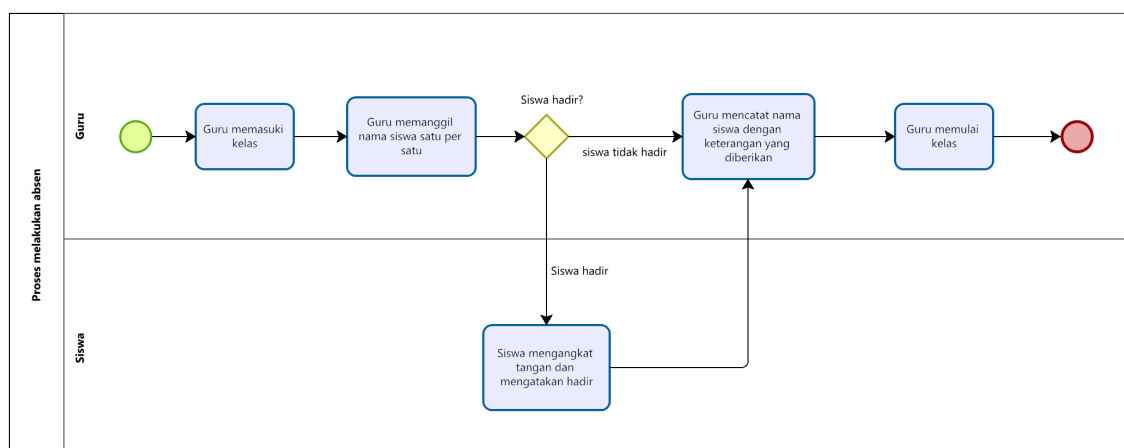 Proses melakukan absen
Guru
Guru memasuki
kelas
Guru memanggil
nama siswa satu per
satu
Siswa hadir?
siswa tidak hadir
Guru mencatat nama
siswa dengan
keterangan yang
diberikan
Guru memulai
kelas
Siswa
Siswa hadir
Siswa mengangkat
tangan dan
mengatakan hadir